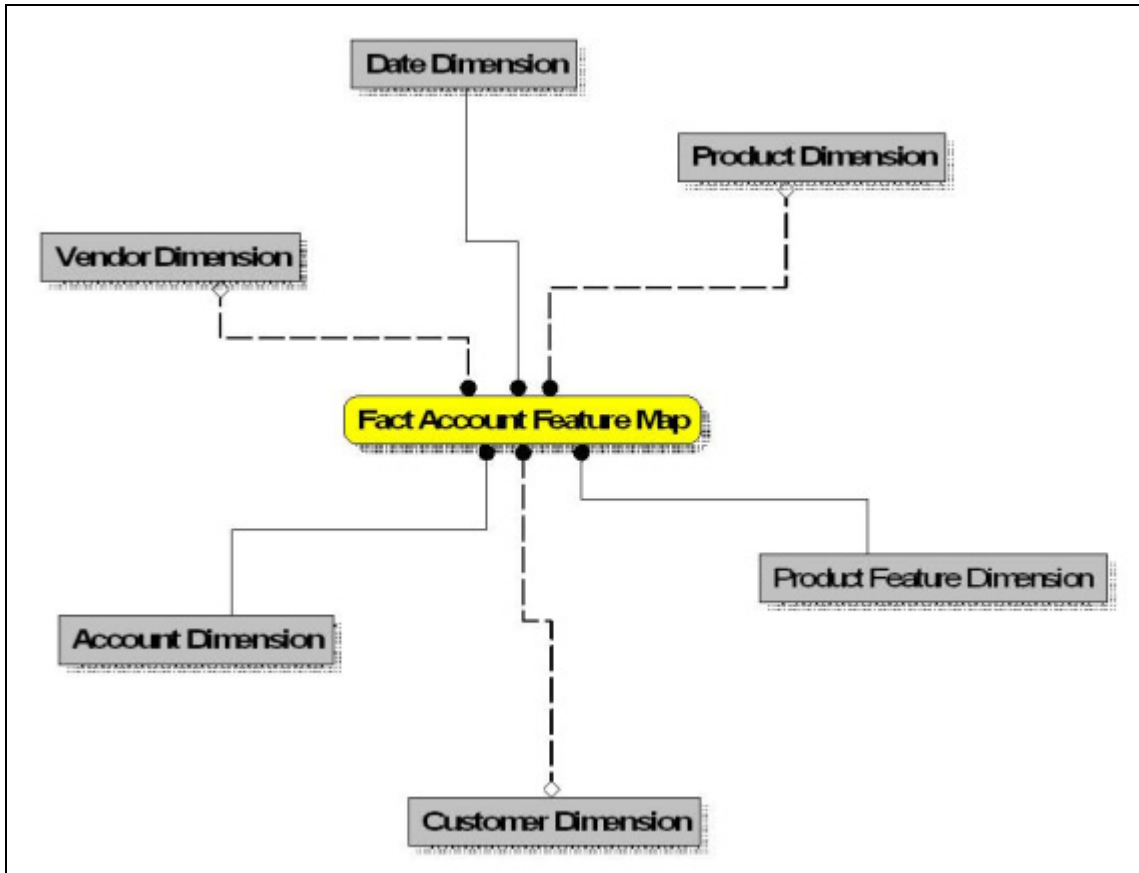 Date Dimension
Product Dimension
Vendor Dimension
Fact Account Feature Map
Product Feature Dimension
Account Dimension
Customer Dimension